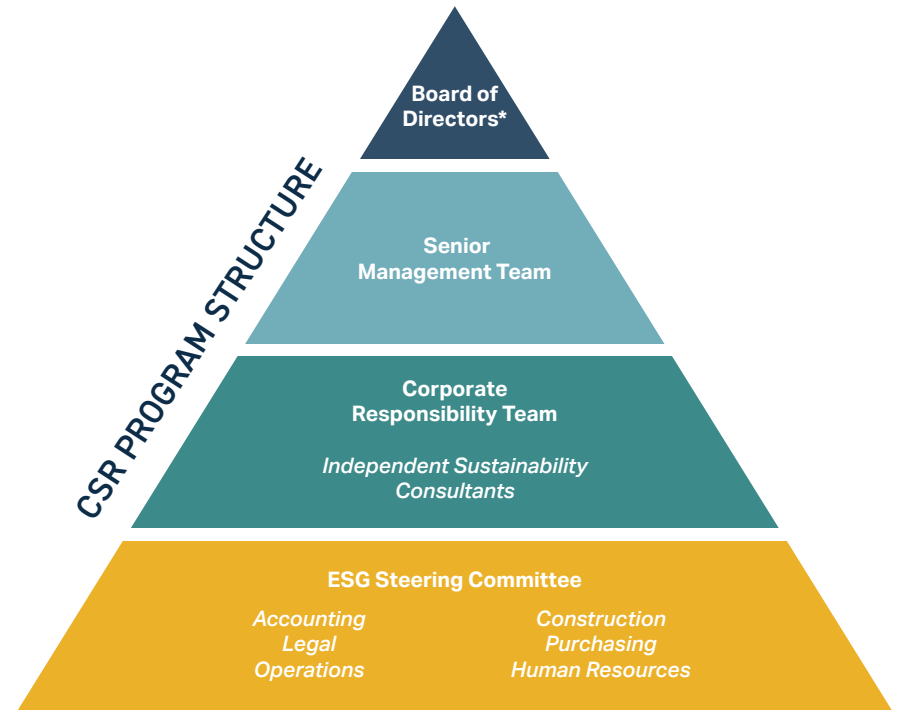 CSR PROGRAM STRUCTURE
Board of
Directors*
Senior
Management Team
Corporate
Responsibility Team
Independent Sustainability
Consultants
ESG Steering Committee
Accounting
Legal
Operations
Construction
Purchasing
Human Resources